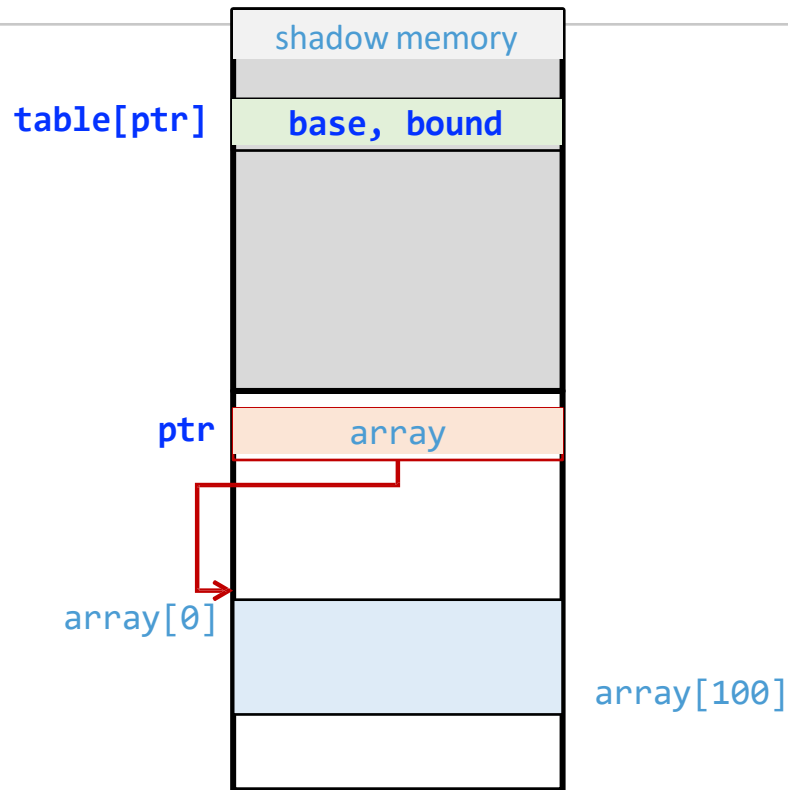 shadow memory
table[ptr] base, bound
ptr array
array[0]
array[100]